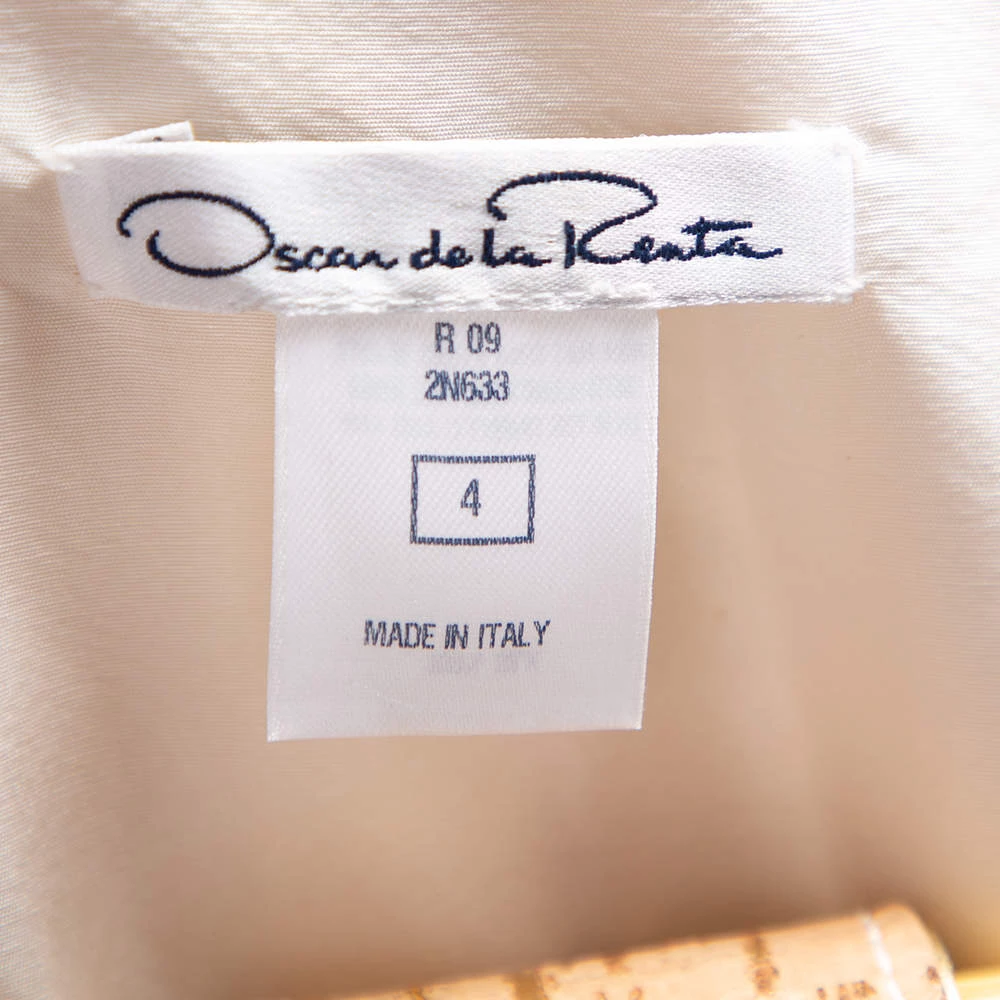 Oscar de la Renta
R 09
2N633
4
MADE IN ITALY